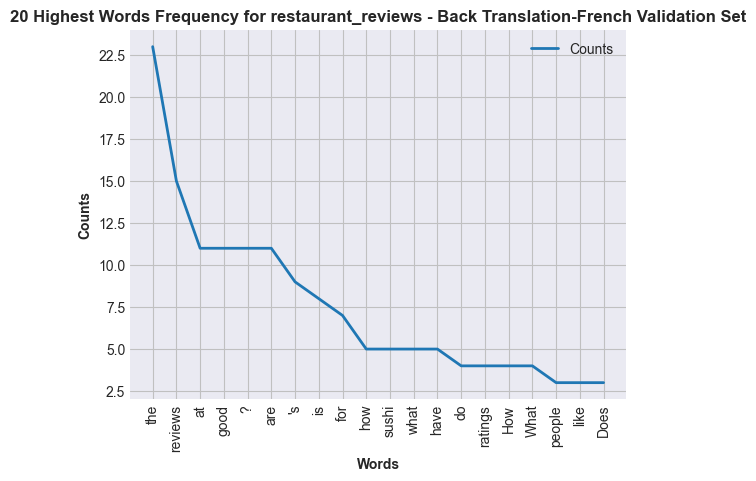 20 Highest Words Frequency for restaurant_reviews - Back Translation-French Validation Set
Counts
22.5
20.0
17.5
15.0
12.5
10.0
7.5
5.0
2.5
Counts
the
reviews
at
good
?
are
's
is
for
how
sushi
what
have
do
ratings
How
What
people
like
Does
Words